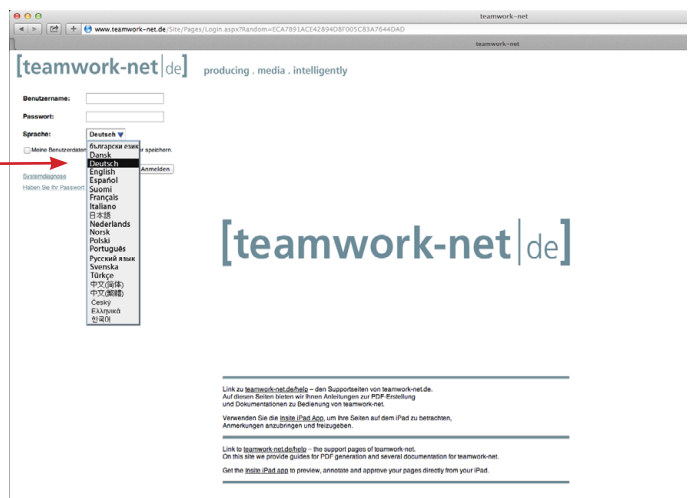 teamwork-net
www.teamwork-net.de/Site/Pages/Login.aspx?Random=ECA7991ACE42894D8F005C83A7644DAD
teamwork-net
[teamwork-net|de] producing . media . intelligently
Benutzername:
Passwort:
Sprache: Deutsch
Meine Benutzerdaten r speichern.
български език
Dansk
Deutsch
English
Anmelden
Español
Systemdiagnose
Suomi
Haben Sie Ihr Passwort
Français
Italiano
日本語
Nederlands
Norsk
Polski
Português
Русский язык
Svenska
Türkçe
中文(简体)
中文(繁體)
Český
Ελληνικά
한국어
[teamwork-net|de]
Link zu teamwork-net.de/help – den Supportseiten von teamwork-net.de.
Auf diesen Seiten bieten wir Ihnen Anleitungen zur PDF-Erstellung
und Dokumentationen zu Bedienung von teamwork-net.
Verwenden Sie die Insite iPad App, um Ihre Seiten auf dem iPad zu betrachten,
Anmerkungen anzubringen und freizugeben.
Link to teamwork-net.de/help – the support pages of teamwork-net.
On this site we provide guides for PDF generation and several documentation for teamwork-net.
Get the Insite iPad app to preview, annotate and approve your pages directly from your iPad.